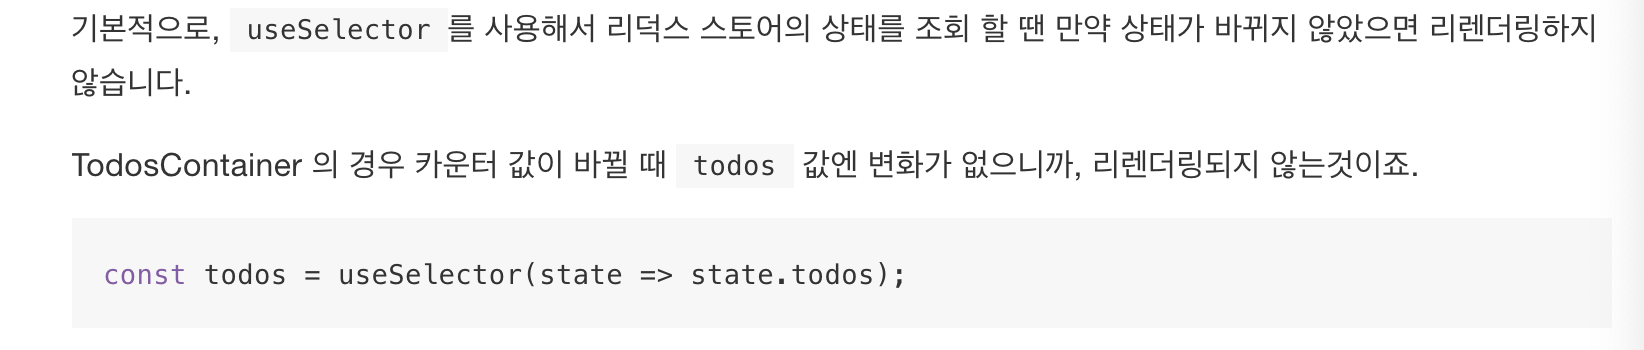 기본적으로, useSelector 를 사용해서 리덕스 스토어의 상태를 조회 할 땐 만약 상태가 바뀌지 않았으면 리렌더링하지
않습니다.
TodosContainer 의 경우 카운터 값이 바뀔 때 todos 값엔 변화가 없으니까, 리렌더링되지 않는것이죠.
const todos = useSelector(state => state.todos);